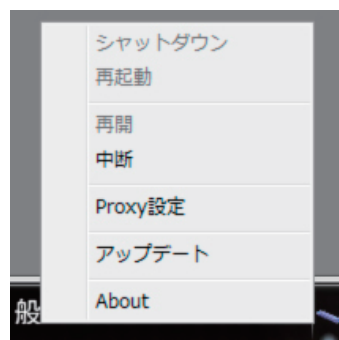 シャットダウン
再起動
再開
中断
Proxy設定
アップデート
About
般